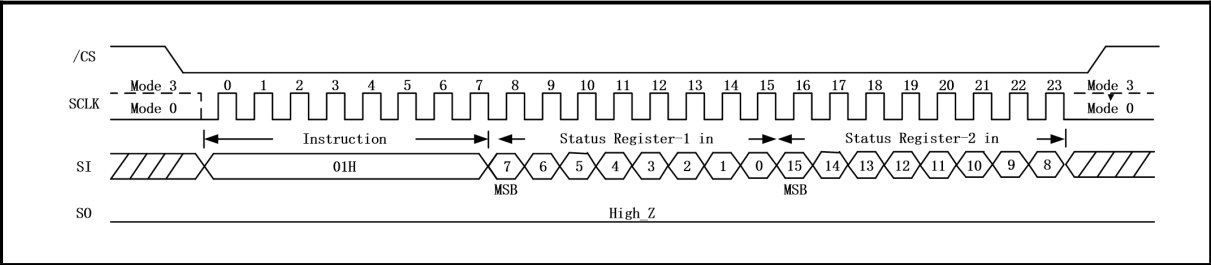 /CS
Mode 3 0 1 2 3 4 5 6 7 8 9 10 11 12 13 14 15 16 17 18 19 20 21 22 23 Mode 3
SCLK
Mode 0 Mode 0
Instruction Status Register-1 in Status Register-2 in
SI 01H 7 6 5 4 3 2 1 0 15 14 13 12 11 10 9 8
MSB MSB
SO High_Z